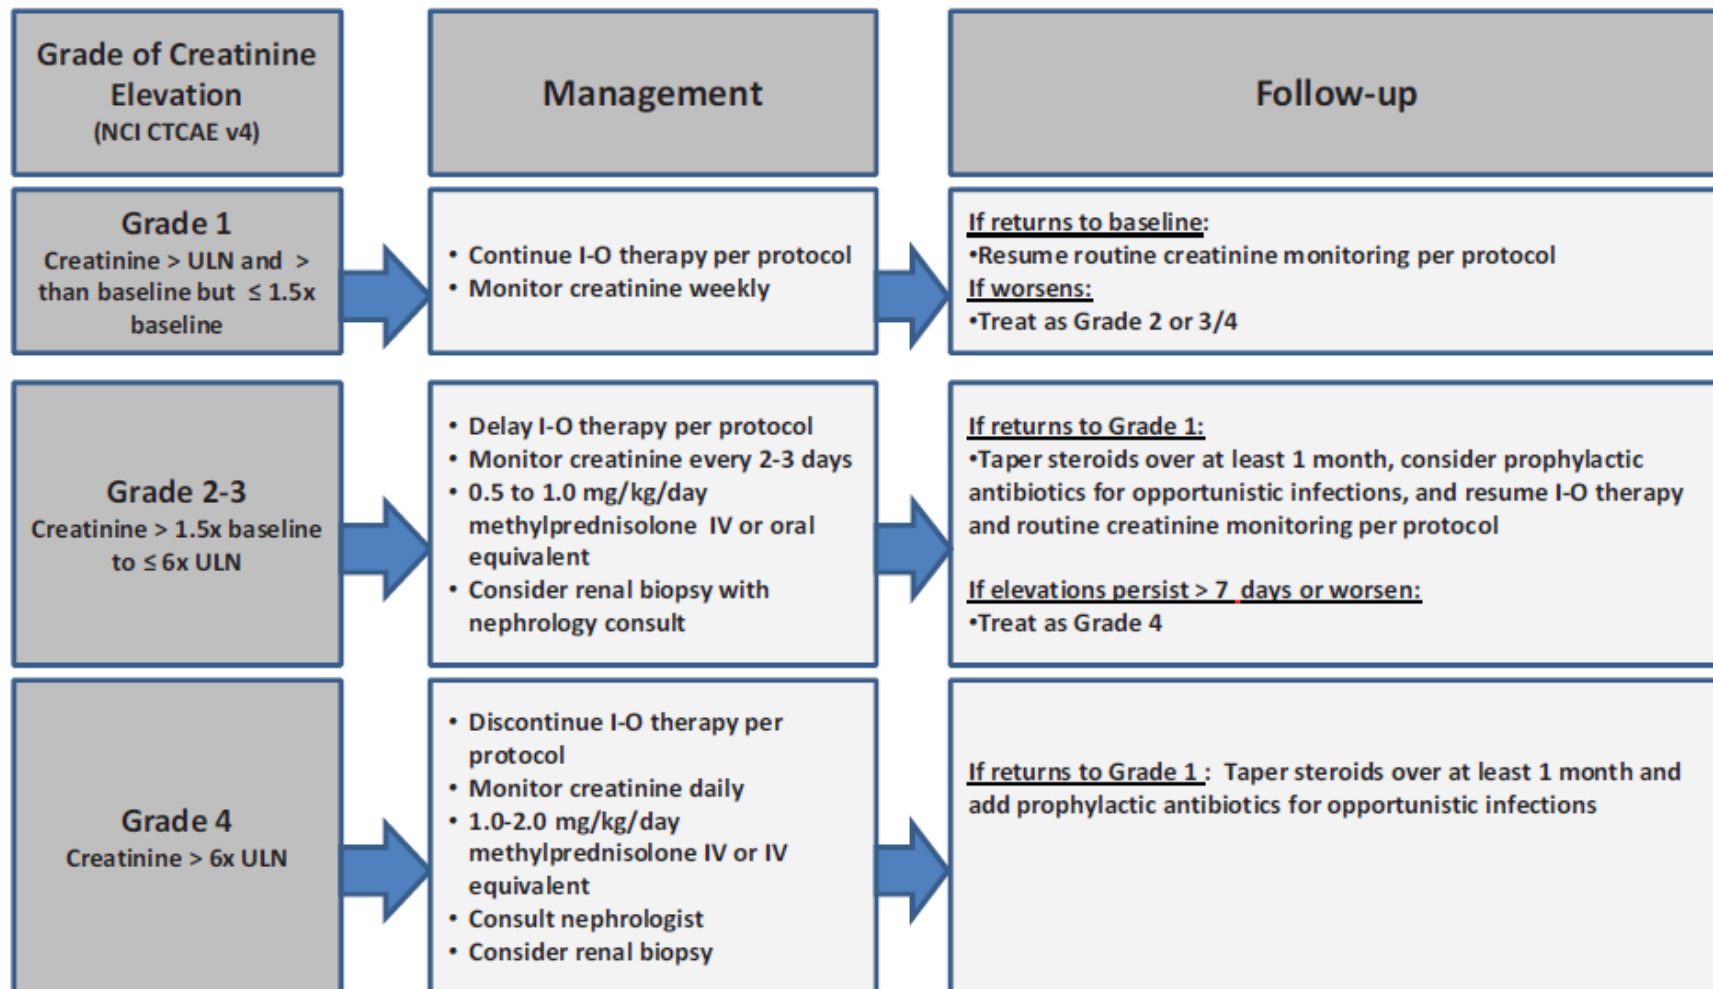 Grade of Creatinine
Elevation
(NCI CTCAE v4)
Management
Follow-up
Grade 1
Creatinine > ULN and >
than baseline but ≤ 1.5x
baseline
• Continue I-O therapy per protocol
• Monitor creatinine weekly
If returns to baseline:
•Resume routine creatinine monitoring per protocol
If worsens:
•Treat as Grade 2 or 3/4
Grade 2-3
Creatinine > 1.5x baseline
to ≤ 6x ULN
• Delay I-O therapy per protocol
• Monitor creatinine every 2-3 days
• 0.5 to 1.0 mg/kg/day
methylprednisolone IV or oral
equivalent
• Consider renal biopsy with
nephrology consult
If returns to Grade 1:
•Taper steroids over at least 1 month, consider prophylactic
antibiotics for opportunistic infections, and resume I-O therapy
and routine creatinine monitoring per protocol
If elevations persist > 7 days or worsen:
•Treat as Grade 4
Grade 4
Creatinine > 6x ULN
• Discontinue I-O therapy per
protocol
• Monitor creatinine daily
• 1.0-2.0 mg/kg/day
methylprednisolone IV or IV
equivalent
• Consult nephrologist
• Consider renal biopsy
If returns to Grade 1 : Taper steroids over at least 1 month and
add prophylactic antibiotics for opportunistic infections